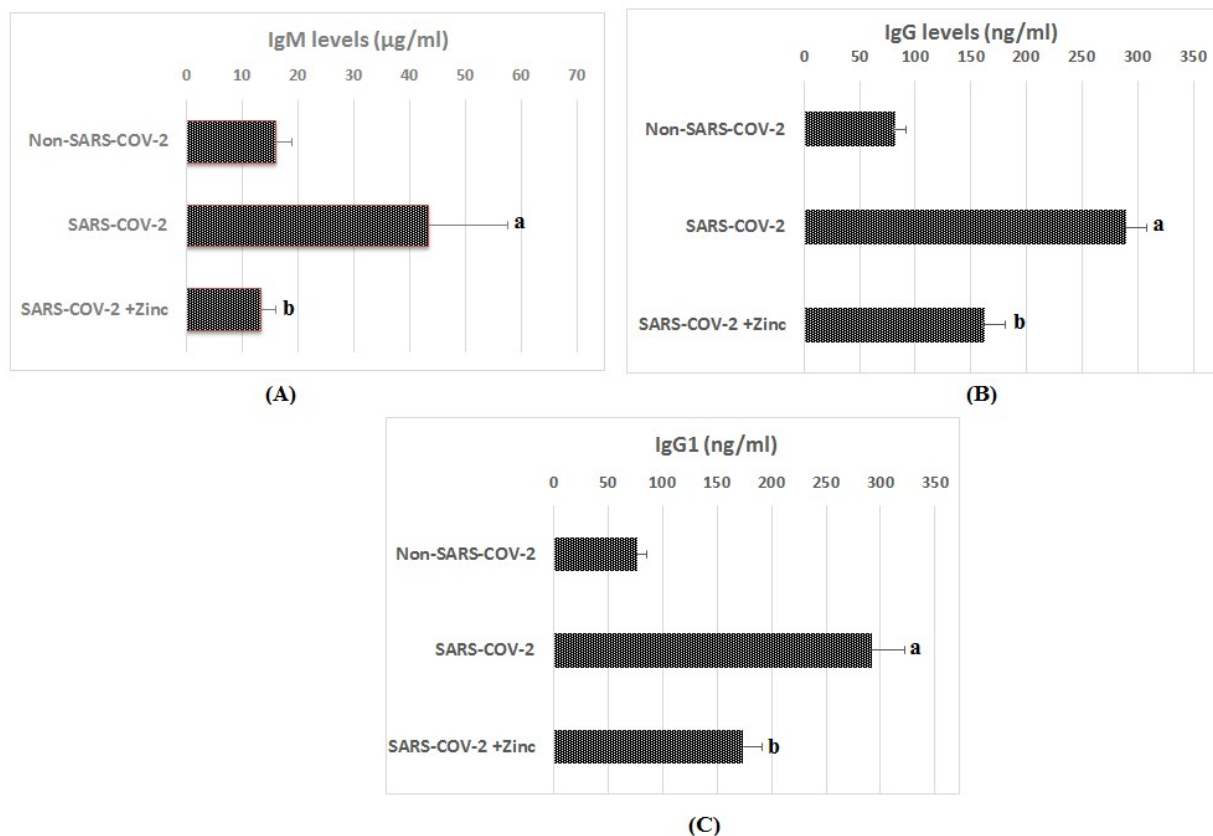 IgM levels (µg/ml)
0 10 20 30 40 50 60 70
Non-SARS-COV-2
SARS-COV-2
a
SARS-COV-2 +Zinc
b
(A)
IgG levels (ng/ml)
0 50 100 150 200 250 300 350
Non-SARS-COV-2
SARS-COV-2
a
SARS-COV-2 +Zinc
b
(B)
IgG1 (ng/ml)
0 50 100 150 200 250 300 350
Non-SARS-COV-2
SARS-COV-2
a
SARS-COV-2 +Zinc
b
(C)